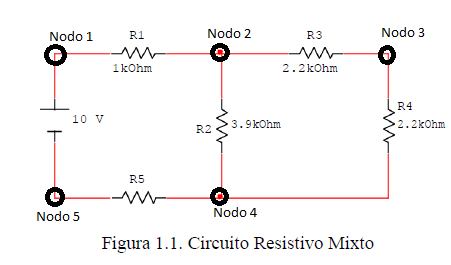 Nodo 1
R1
Nodo 2
R3
Nodo 3
1kOhm
2.2kOhm
10 V
R2
3.9kOhm
R4
2.2kOhm
R5
Nodo 5
Nodo 4
Figura 1.1. Circuito Resistivo Mixto